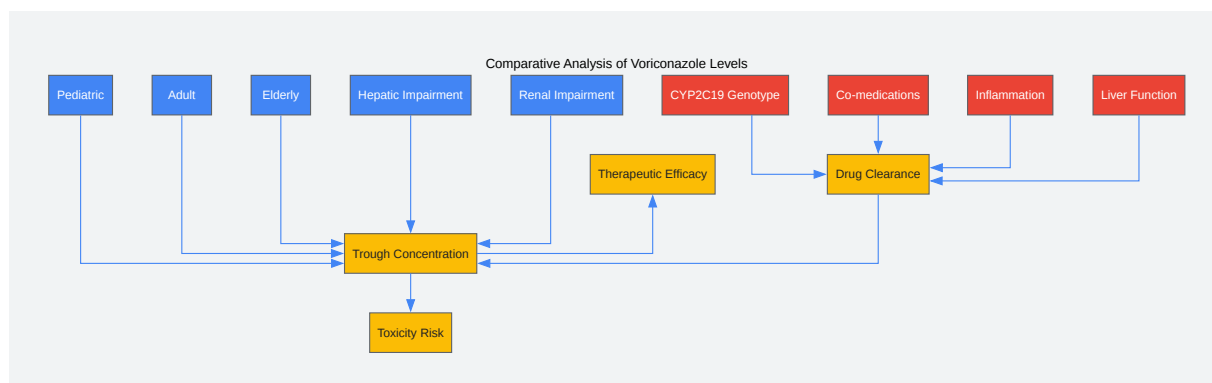 Comparative Analysis of Voriconazole Levels
Pediatric
Adult
Elderly
Hepatic Impairment
Renal Impairment
CYP2C19 Genotype
Co-medications
Inflammation
Liver Function
Therapeutic Efficacy
Drug Clearance
Trough Concentration
Toxicity Risk